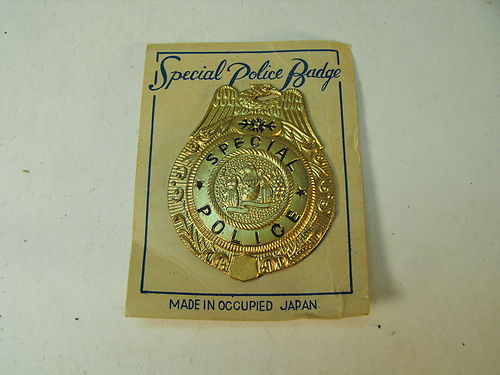 Special Police Badge
SPECIAL
POLICE
MADE IN OCCUPIED JAPAN